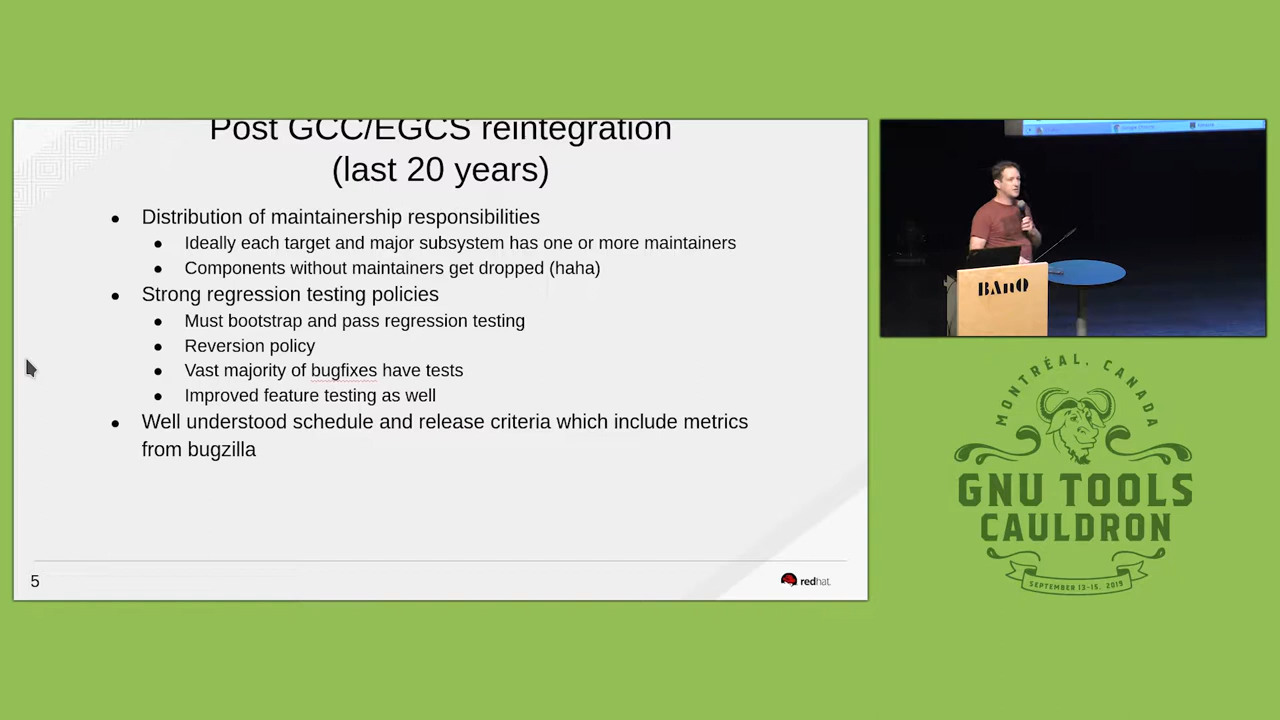 Post GCC/EGCS reintegration
(last 20 years)
Distribution of maintainership responsibilities
Ideally each target and major subsystem has one or more maintainers
Components without maintainers get dropped (haha)
Strong regression testing policies
Must bootstrap and pass regression testing
Reversion policy
Vast majority of bugfixes have tests
Improved feature testing as well
Well understood schedule and release criteria which include metrics
from bugzilla
5
redhat.
BAnQ
MONTRÉAL, CANADA
GNU TOOLS
CAULDRON
SEPTEMBER 13-15, 2019